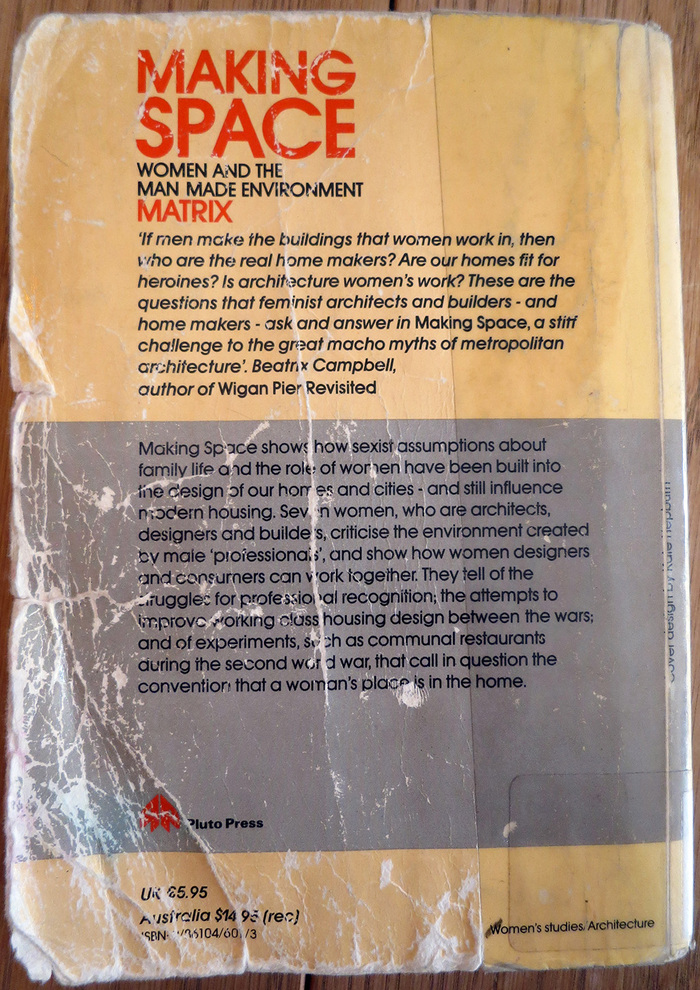 MAKING
SPACE
WOMEN AND THE
MAN MADE ENVIRONMENT
MATRIX
'If men make the buildings that women work in, then
who are the real home makers? Are our homes fit for
heroines? Is architecture women's work? These are the
questions that feminist architects and builders - and
home makers - ask and answer in Making Space, a stiff
challenge to the great macho myths of metropolitan
architecture'. Beatrix Campbell,
author of Wigan Pier Revisited
Making Space shows how sexist assumptions about
family life and the role of women have been built into
the design of our homes and cities - and still influence
modern housing. Seven women, who are architects,
designers and builders, criticise the environment created
by male 'professionals', and show how women designers
and consumers can work together. They tell of the
struggles for professional recognition; the attempts to
improve working class housing design between the wars;
and of experiments, such as communal restaurants
during the second world war, that call in question the
convention that a woman's place is in the home.
Pluto Press
UK £5.95
Australia $14.95 (rec)
ISBN
Women's studies/Architecture
Cover design by